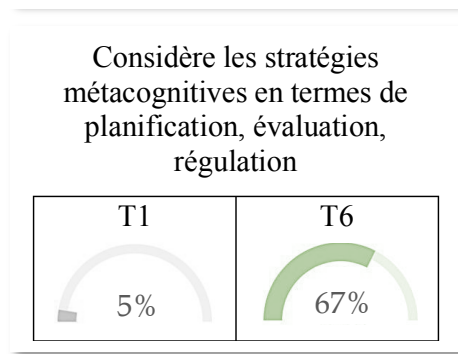 Considère les stratégies
métacognitives en termes de
planification, évaluation,
régulation
T1 T6
5% 67%